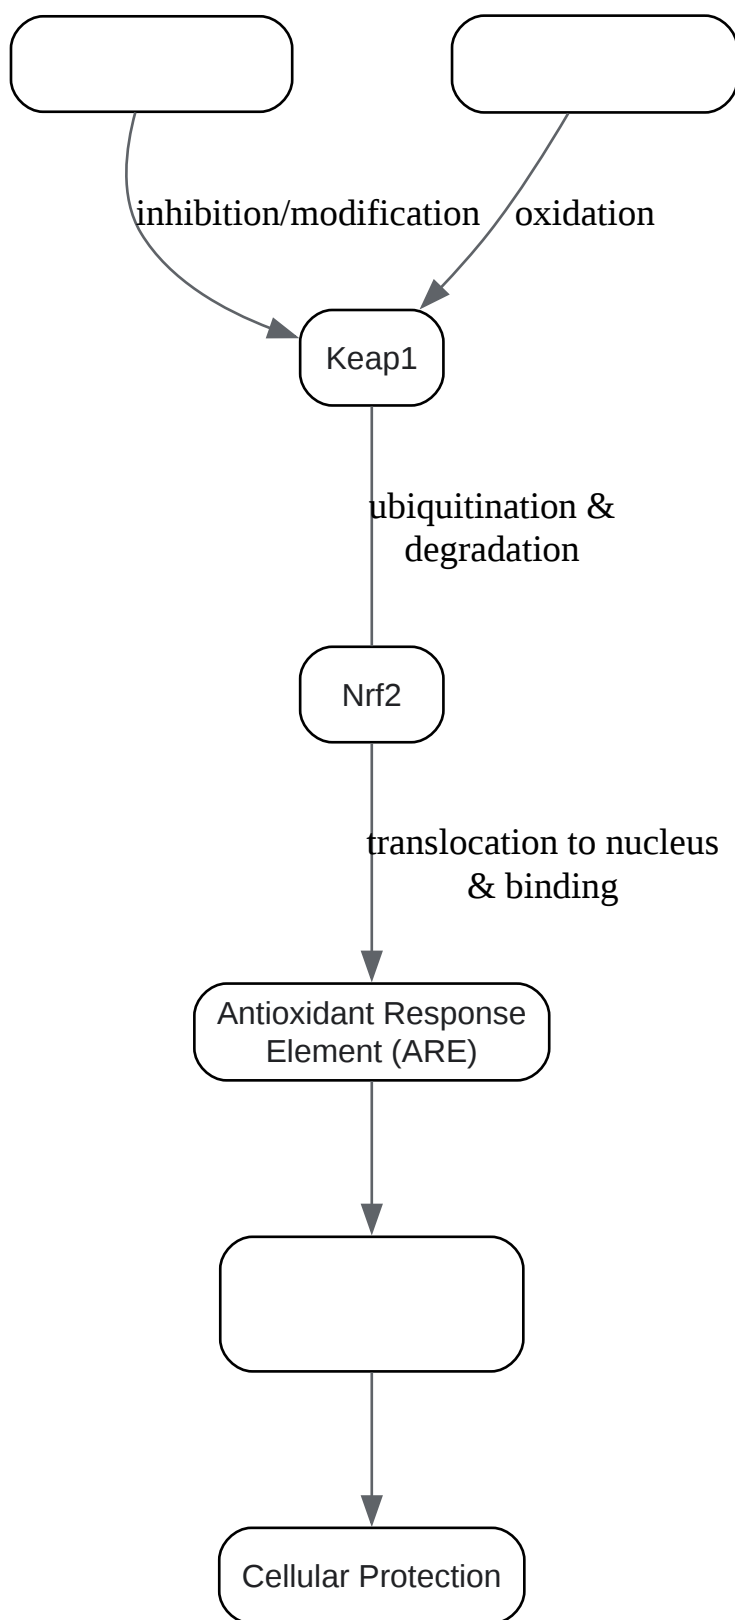 inhibition/modification
oxidation
Keap1
ubiquitination &
degradation
Nrf2
translocation to nucleus
& binding
Antioxidant Response
Element (ARE)
Cellular Protection